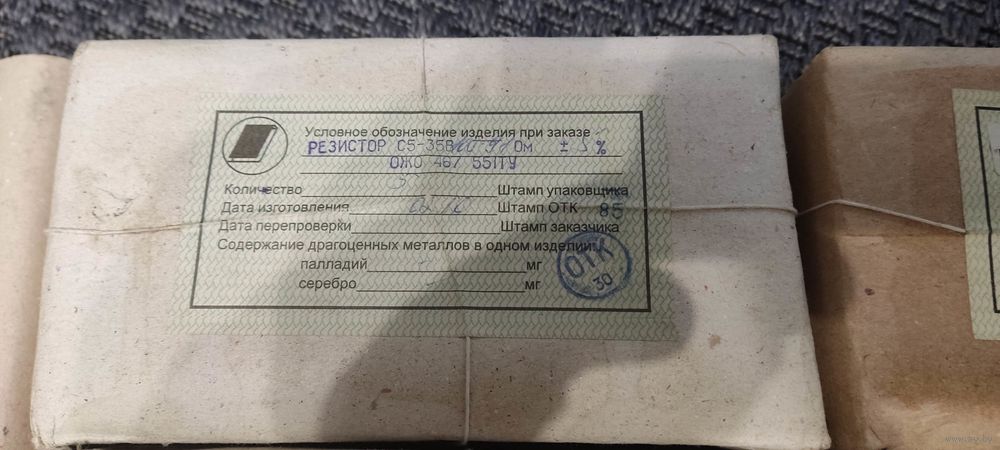 Условное обозначение изделия при заказе
РЕЗИСТОР С5-35В Ом ± 5 %
ОЖО 467 551ТУ
Количество Штамп упаковщика
Дата изготовления Штамп ОТК 85
Дата перепроверки Штамп заказчика
Содержание драгоценных металлов в одном изделии:
палладий - мг
серебро - мг
ОТК
30